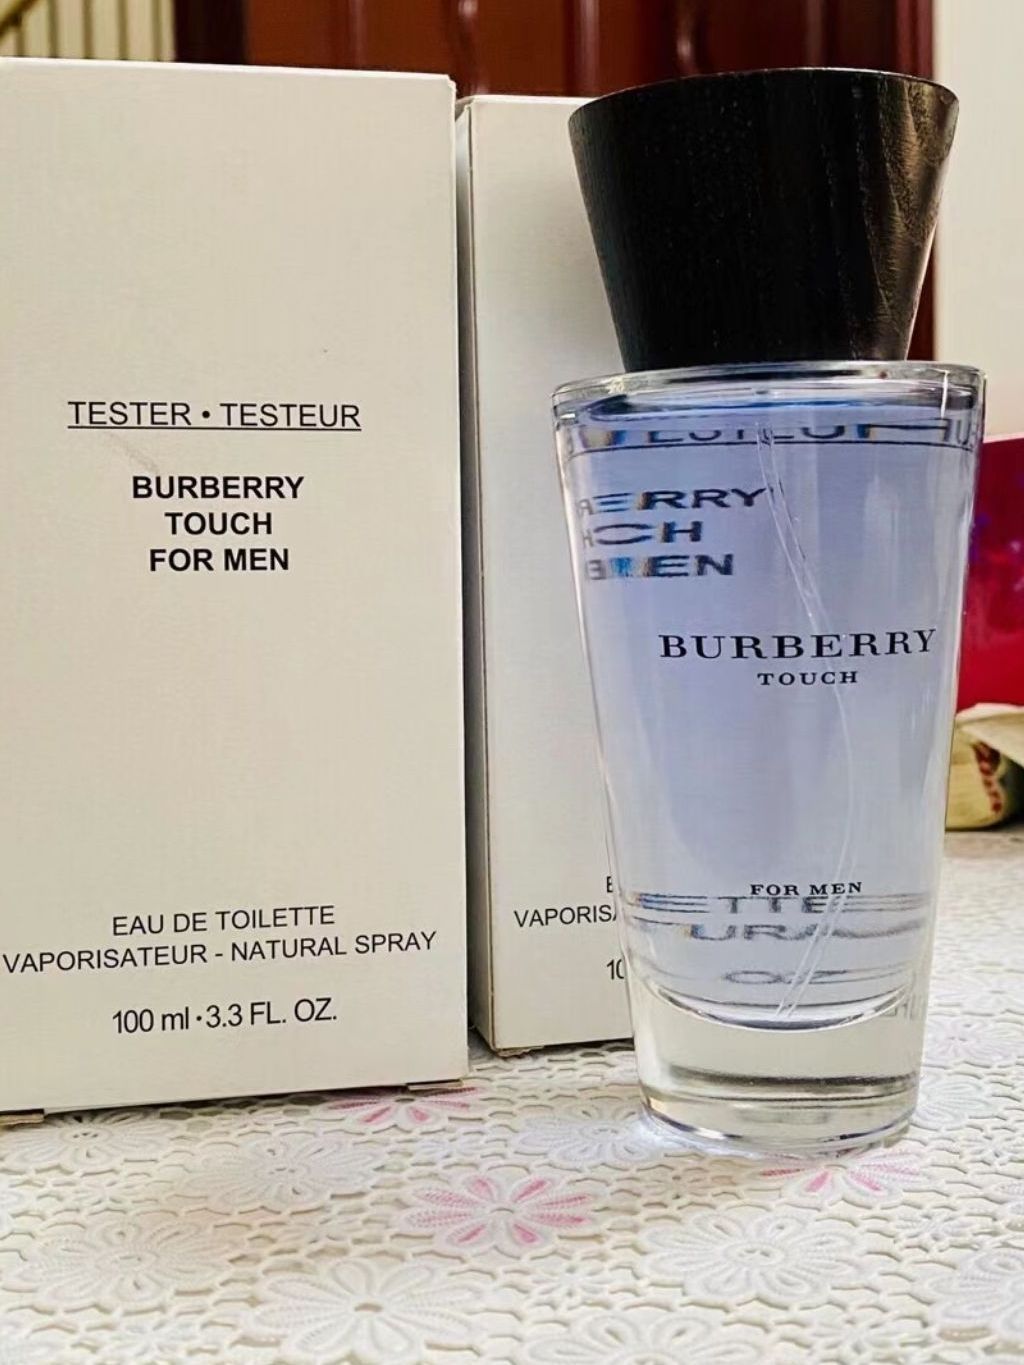 TESTER • TESTEUR
BURBERRY
TOUCH
FOR MEN
EAU DE TOILETTE
VAPORISATEUR - NATURAL SPRAY
100 ml • 3.3 FL. OZ.
BURBERRY
TOUCH
FOR MEN